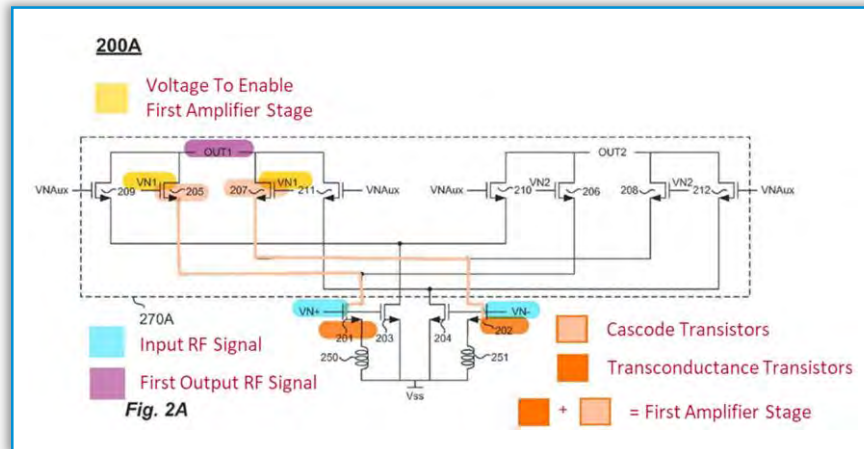 200A
Voltage To Enable
First Amplifier Stage
OUT1 OUT2
VNAux 209 VN1 205 207 VN1 211 VNAux VNAux 210 VN2 206 208 VN2 212 VNAux
270A
VN+ 201 203 204 202 VN-
250 251
Vss
Input RF Signal
First Output RF Signal
Cascode Transistors
Transconductance Transistors
+ = First Amplifier Stage
Fig. 2A